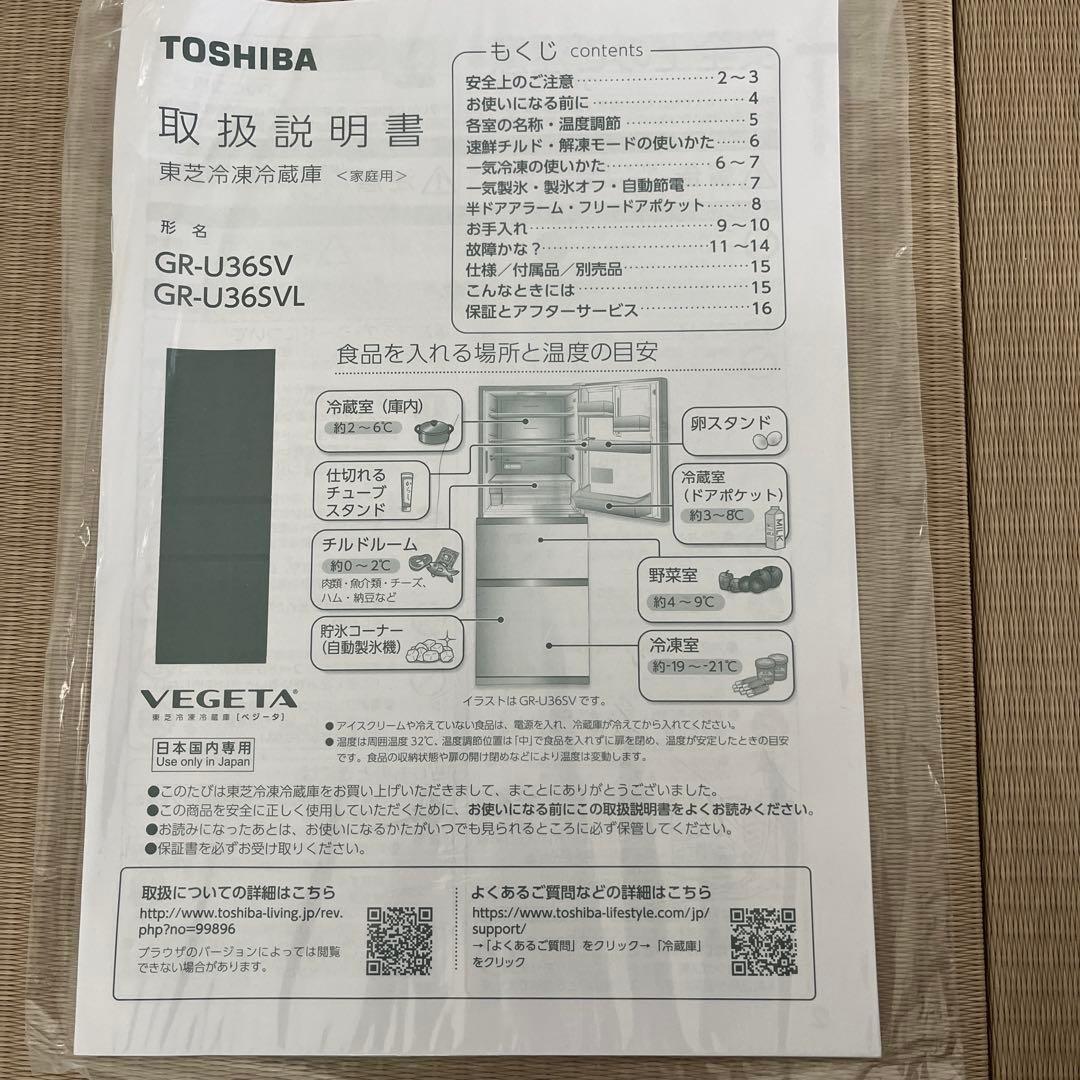 TOSHIBA
取扱説明書
東芝冷凍冷蔵庫 <家庭用>
形名
GR-U36SV
GR-U36SVL
もくじ contents
安全上のご注意 2～3
お使いになる前に 4
各室の名称・温度調節 5
速鮮チルド・解凍モードの使いかた 6
一気冷凍の使いかた 6～7
一気製氷・製氷オフ・自動節電 7
半ドアアラーム・フリードアポケット 8
お手入れ 9～10
故障かな？ 11～14
仕様／付属品／別売品 15
こんなときには 15
保証とアフターサービス 16
食品を入れる場所と温度の目安
冷蔵室（庫内）
約2～6℃
仕切れる
チューブ
スタンド
チルドルーム
約0～2℃
肉類・魚介類・チーズ、
ハム・納豆など
貯氷コーナー
（自動製氷機）
卵スタンド
冷蔵室
（ドアポケット）
約3～8℃
MILK
野菜室
約4～9℃
冷凍室
約-19～-21℃
イラストは GR-U36SV です。
VEGETA®
東芝冷凍冷蔵庫［ベジータ］
日本国内専用
Use only in Japan
●アイスクリームや冷えていない食品は、電源を入れ、冷蔵庫が冷えてから入れてください。
●温度は周囲温度 32℃、温度調節位置は「中」で食品を入れずに扉を閉め、温度が安定したときの目安
です。食品の収納状態や扉の開け閉めなどにより温度は変動します。
●このたびは東芝冷凍冷蔵庫をお買い上げいただきまして、まことにありがとうございました。
●この商品を安全に正しく使用していただくために、お使いになる前にこの取扱説明書をよくお読みください。
●お読みになったあとは、お使いになるかたがいつでも見られるところに必ず保管してください。
●保証書を必ずお受け取りください。
取扱についての詳細はこちら
http://www.toshiba-living.jp/rev.
php?no=99896
ブラウザのバージョンによっては閲覧
できない場合があります。
よくあるご質問などの詳細はこちら
https://www.toshiba-lifestyle.com/jp/
support/
→「よくあるご質問」をクリック→「冷蔵庫」
をクリック